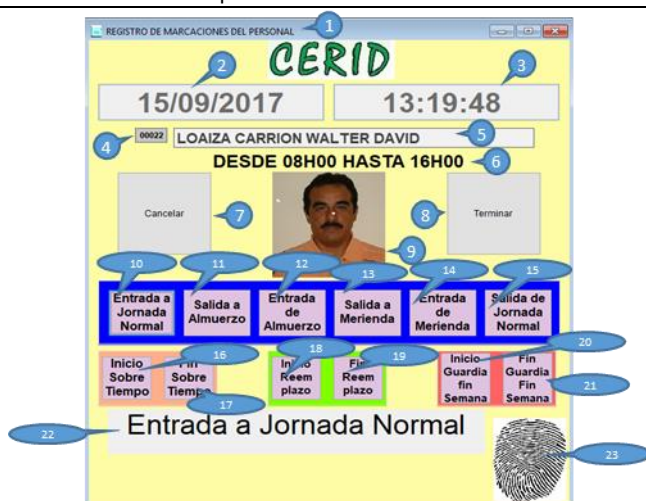 REGISTRO DE MARCACIONES DEL PERSONAL
1
CERID
2
3
15/09/2017
13:19:48
4
00022
LOAIZA CARRION WALTER DAVID
5
DESDE 08H00 HASTA 16H00
6
Cancelar
7
8
Terminar
9
10
11
12
13
14
15
Entrada a
Jornada
Normal
Salida a
Almuerzo
Entrada
de
Almuerzo
Salida a
Merienda
Entrada
de
Merienda
Salida de
Jornada
Normal
16
17
18
19
20
21
Inicio
Sobre
Tiempo
Fin
Sobre
Tiempo
Inicio
Reem
plazo
Fin
Reem
plazo
Inicio
Guardia
fin
Semana
Fin
Guardia
Fin
Semana
22
Entrada a Jornada Normal
23